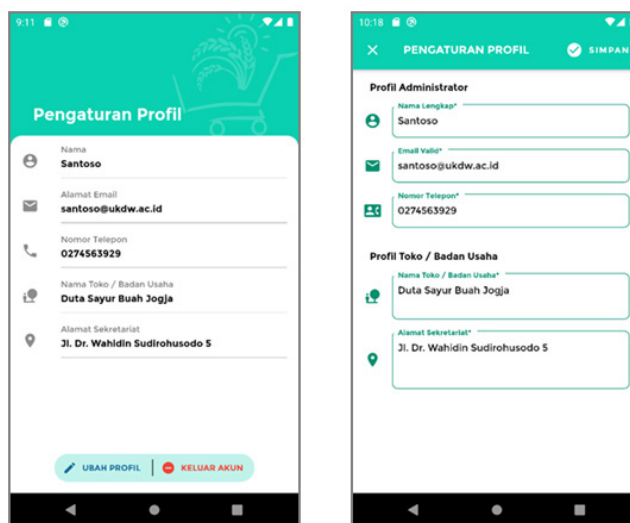 9:11
Pengaturan Profil
Nama
Santoso
Alamat Email
santoso@ukdw.ac.id
Nomor Telepon
0274563929
Nama Toko / Badan Usaha
Duta Sayur Buah Jogja
Alamat Sekretariat
Jl. Dr. Wahidin Sudirohusodo 5
UBAH PROFIL
KELUAR AKUN
10:18
PENGATURAN PROFIL
SIMPAN
Profil Administrator
Nama Lengkap*
Santoso
Email Valid*
santoso@ukdw.ac.id
Nomor Telepon*
0274563929
Profil Toko / Badan Usaha
Nama Toko / Badan Usaha*
Duta Sayur Buah Jogja
Alamat Sekretariat*
Jl. Dr. Wahidin Sudirohusodo 5